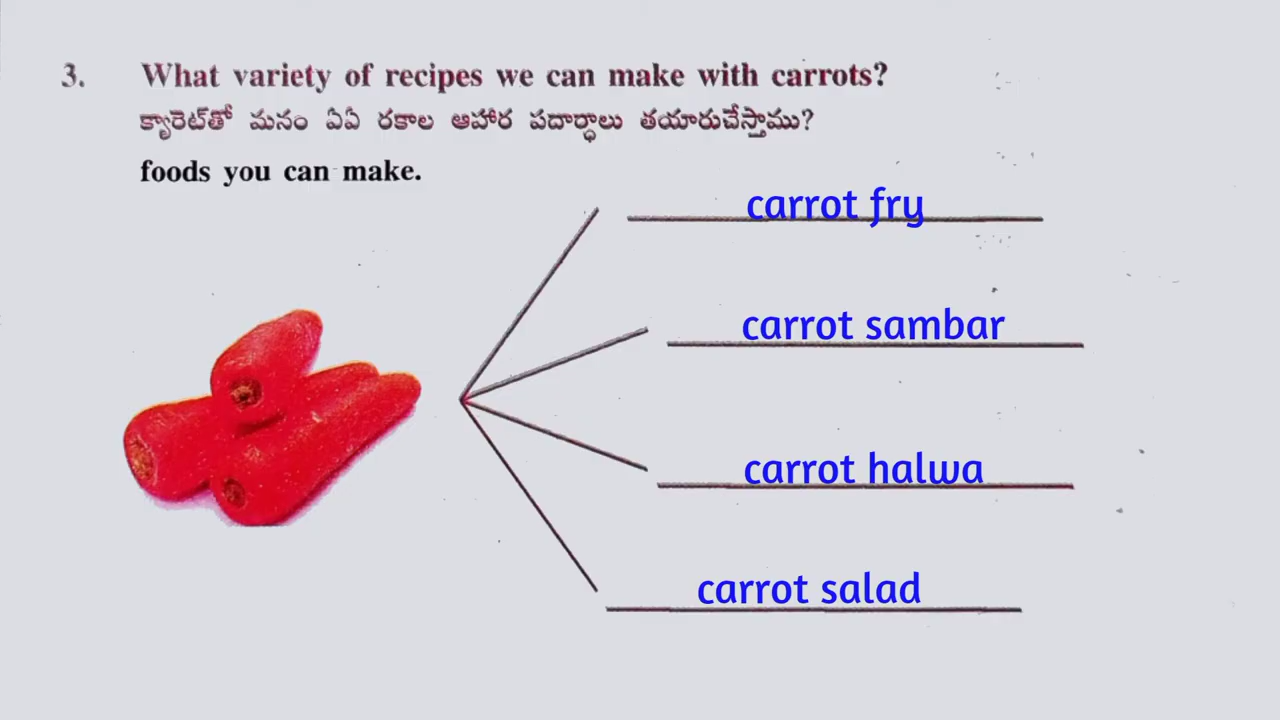 3. What variety of recipes we can make with carrots?
క్యారెట్‌తో మనం ఏఏ రకాల ఆహార పదార్ధాలు తయారుచేస్తాము?
foods you can make.
carrot fry
carrot sambar
carrot halwa
carrot salad